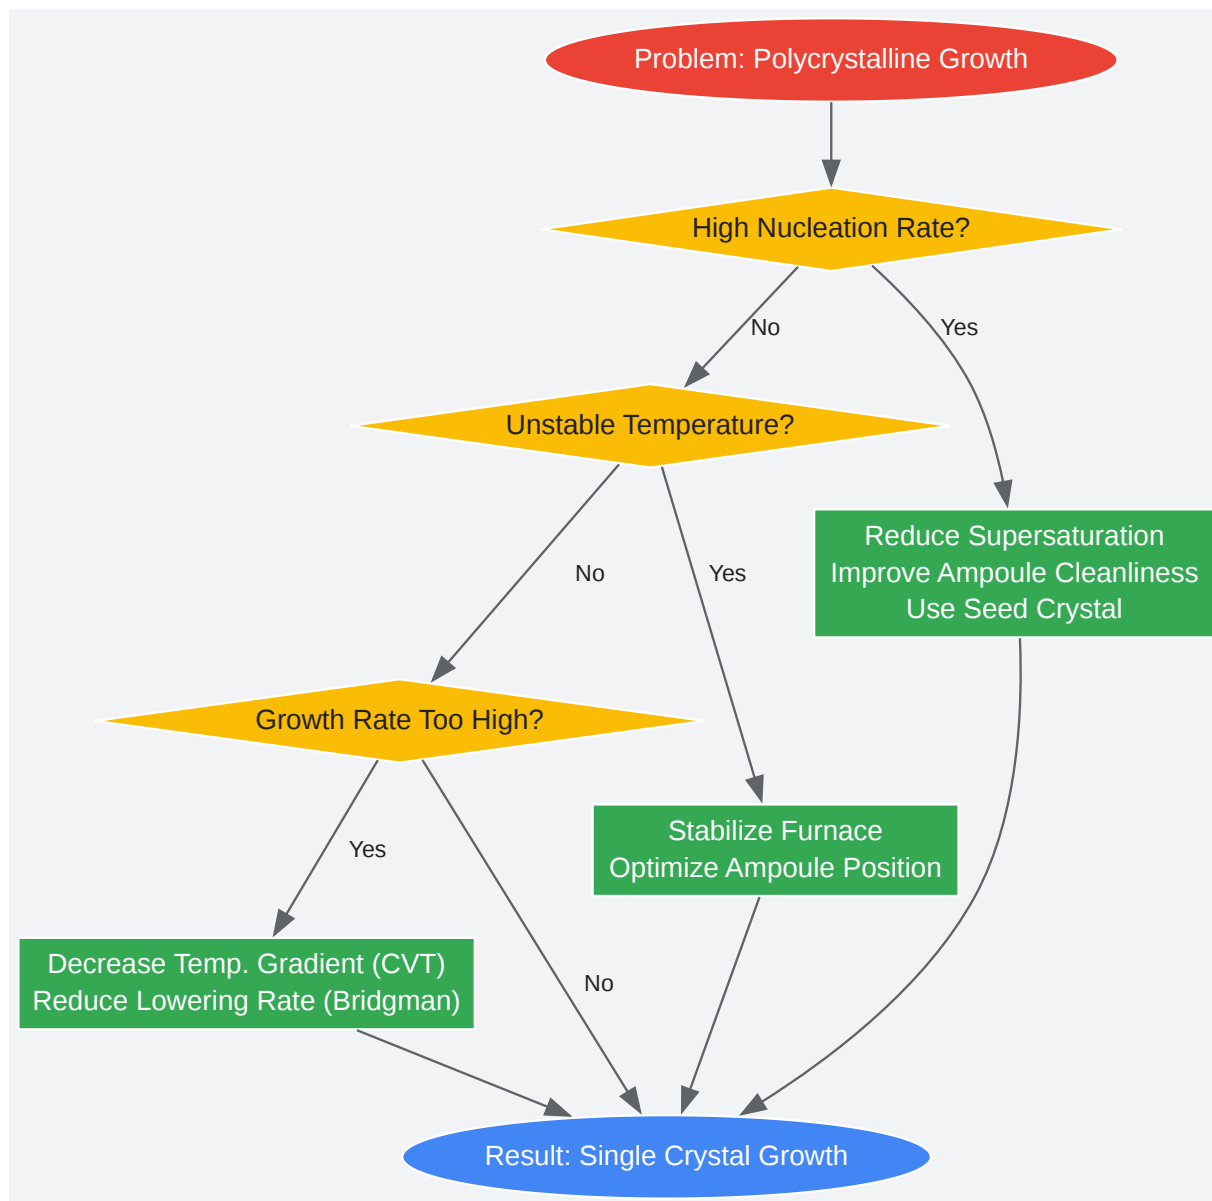 Problem: Polycrystalline Growth
High Nucleation Rate?
No
Yes
Unstable Temperature?
Reduce Supersaturation
Improve Ampoule Cleanliness
Use Seed Crystal
No
Yes
Growth Rate Too High?
Stabilize Furnace
Optimize Ampoule Position
Yes
Decrease Temp. Gradient (CVT)
Reduce Lowering Rate (Bridgman)
No
Result: Single Crystal Growth